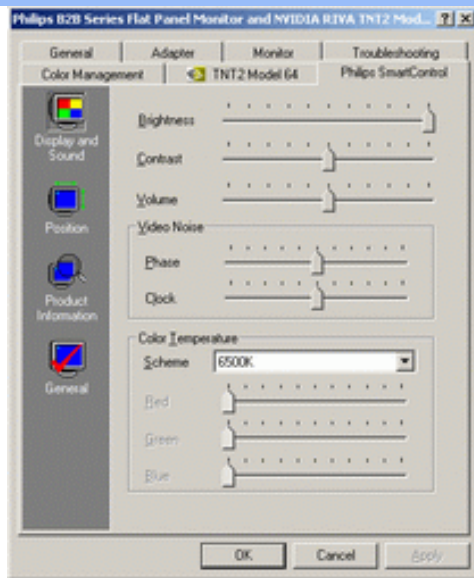 Philips B2B Series Flat Panel Monitor and NVIDIA RIVA TNT2 Mod...
General Adapter Monitor Troubleshooting
Color Management TNT2 Model 64 Philips SmartControl
Display and
Sound
Position
Product
Information
General
Brightness
Contrast
Volume
Video Noise
Phase
Clock
Color Temperature
Scheme 6500K
Red
Green
Blue
OK Cancel Apply